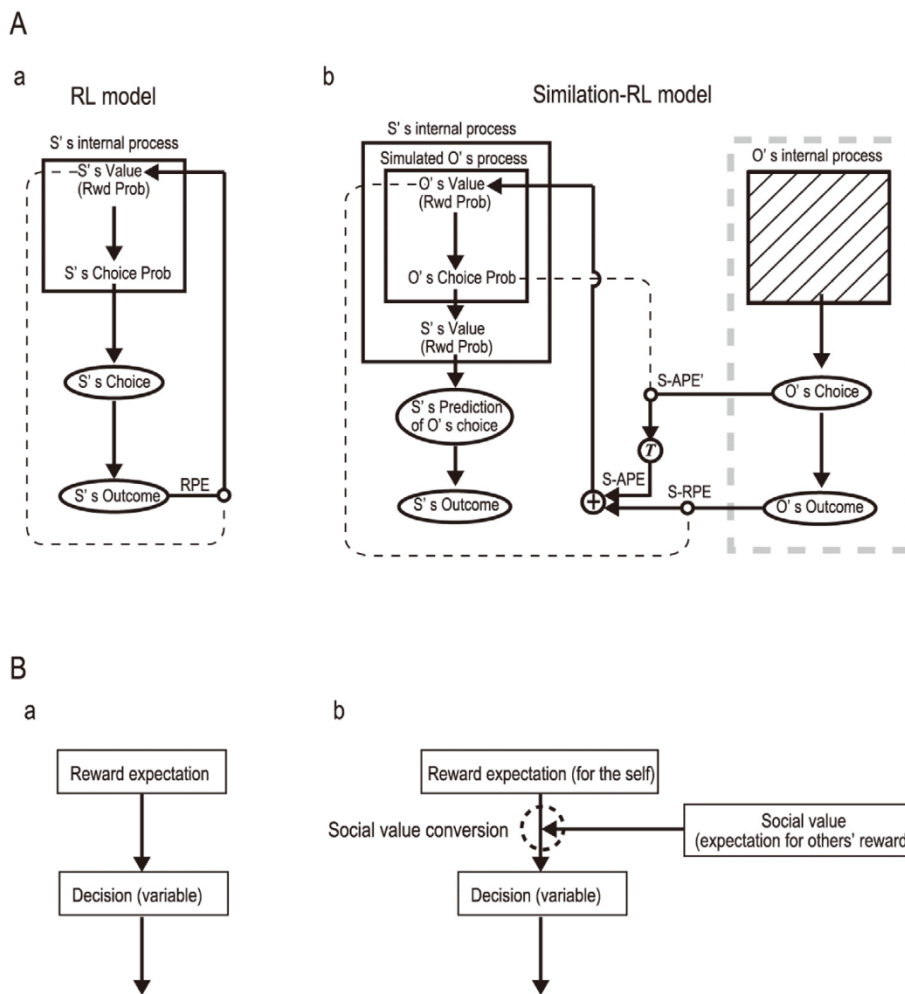 A
a
RL model
S' s internal process
S' s Value
(Rwd Prob)
S' s Choice Prob
S' s Choice
S' s Outcome
RPE
b
Similation-RL model
S' s internal process
Simulated O' s process
O' s Value
(Rwd Prob)
O' s Choice Prob
S' s Value
(Rwd Prob)
S' s Prediction
of O' s choice
S' s Outcome
O' s internal process
S-APE'
O' s Choice
T
S-APE
S-RPE
+
O' s Outcome
B
a
Reward expectation
Decision (variable)
b
Reward expectation (for the self)
Social value conversion
Social value
(expectation for others' reward
Decision (variable)